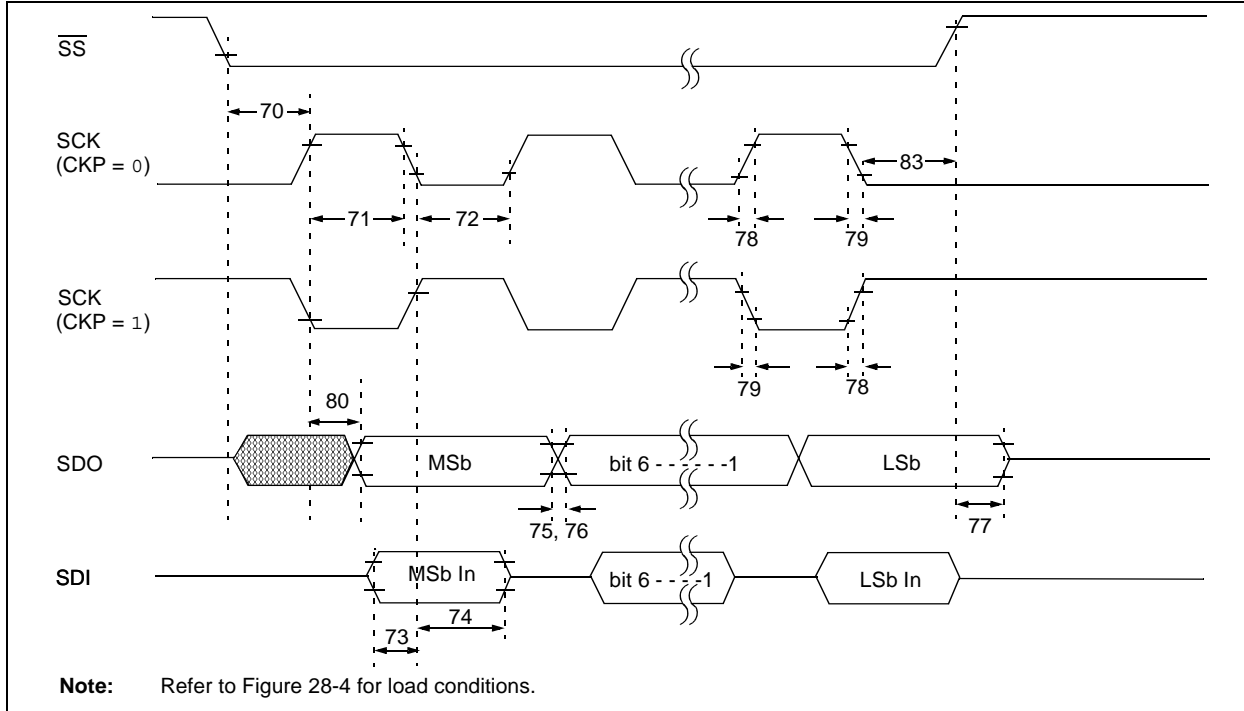 SS
70
SCK
(CKP = 0)
83
71
72
78
79
SCK
(CKP = 1)
79
78
80
SDO
MSb
bit 6 - - - - - -1
LSb
75, 76
77
SDI
MSb In
bit 6 - - - -1
LSb In
74
73
Note: Refer to Figure 28-4 for load conditions.